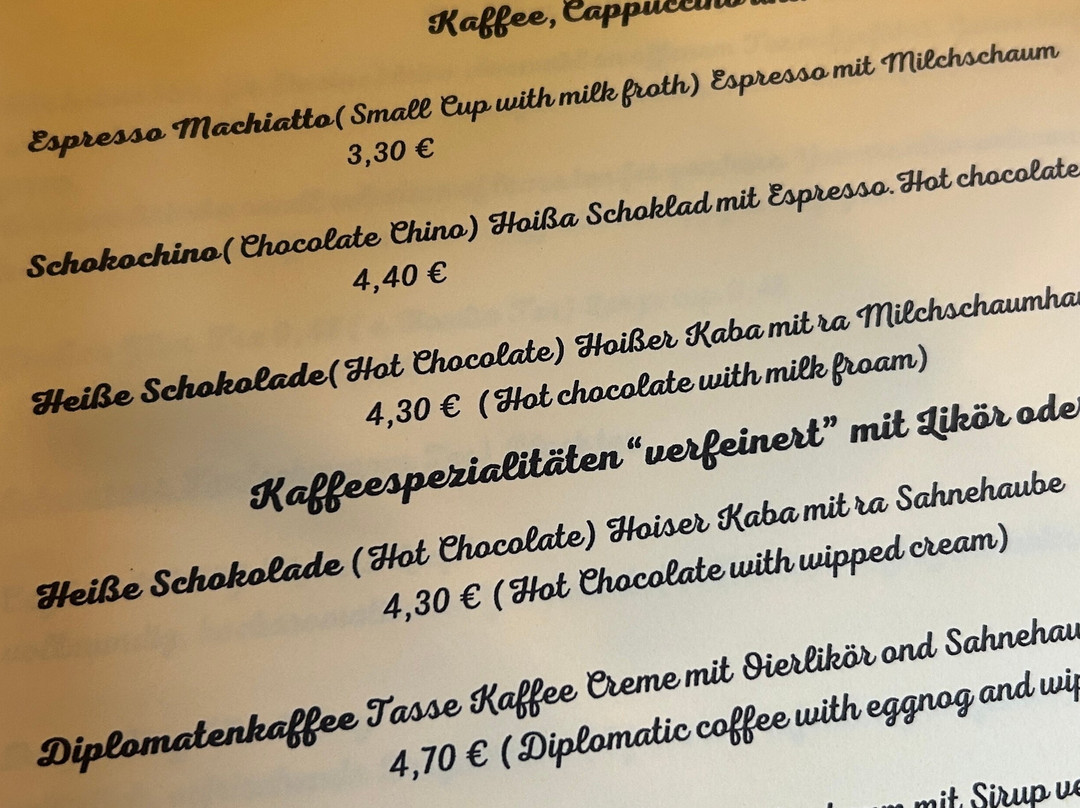 Kaffee, Cappuccino
Espresso Machiatto( Small Cup with milk froth) Espresso mit Milchschaum
3,30 €
Schokochino( Chocolate Chino) Hoißa Schoklad mit Espresso. Hot chocolate
4,40 €
Heiße Schokolade( Hot Chocolate) Hoißer Kaba mit ra Milchschaumhau
4,30 € (Hot chocolate with milk froam)
Kaffeespezialitäten “verfeinert” mit Likör oder
Heiße Schokolade (Hot Chocolate) Hoiser Kaba mit ra Sahnehaube
4,30 € (Hot Chocolate with wipped cream)
Diplomatenkaffee Tasse Kaffee Creme mit Oierlikör ond Sahnehau
4,70 € (Diplomatic coffee with eggnog and wip
mit Sirup